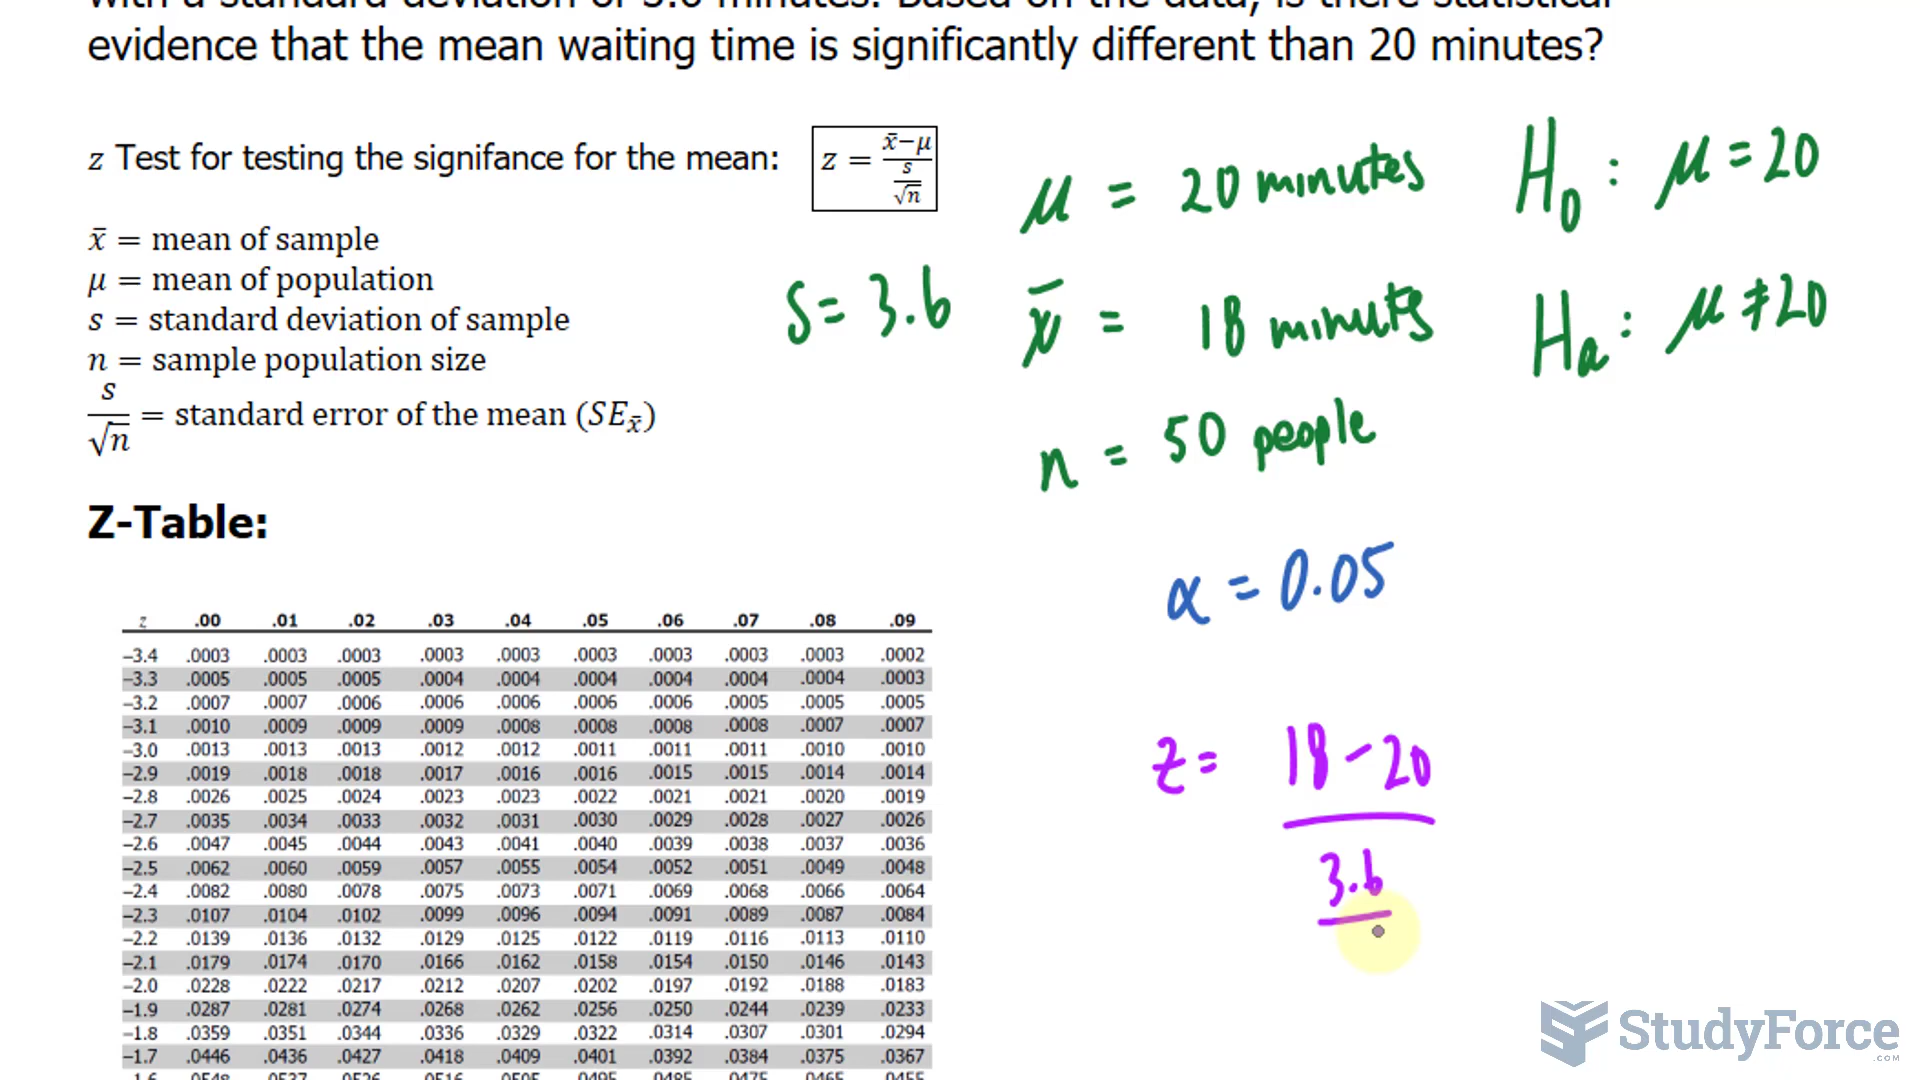 with a standard deviation of 3.6 minutes. Based on the data, is there statistical
evidence that the mean waiting time is significantly different than 20 minutes?
z Test for testing the signifance for the mean:
z = x̄−μ / s/√n
x̄ = mean of sample
μ = mean of population
s = standard deviation of sample
n = sample population size
s/√n = standard error of the mean (SEx̄)
μ = 20 minutes
H0 : μ = 20
s = 3.6
x̄ = 18 minutes
Ha : μ ≠ 20
n = 50 people
α = 0.05
z = 18 − 20
3.6
Z-Table:
z .00 .01 .02 .03 .04 .05 .06 .07 .08 .09
−3.4 .0003 .0003 .0003 .0003 .0003 .0003 .0003 .0003 .0003 .0002
−3.3 .0005 .0005 .0005 .0004 .0004 .0004 .0004 .0004 .0004 .0003
−3.2 .0007 .0007 .0006 .0006 .0006 .0006 .0006 .0005 .0005 .0005
−3.1 .0010 .0009 .0009 .0009 .0008 .0008 .0008 .0008 .0007 .0007
−3.0 .0013 .0013 .0013 .0012 .0012 .0011 .0011 .0011 .0010 .0010
−2.9 .0019 .0018 .0018 .0017 .0016 .0016 .0015 .0015 .0014 .0014
−2.8 .0026 .0025 .0024 .0023 .0023 .0022 .0021 .0021 .0020 .0019
−2.7 .0035 .0034 .0033 .0032 .0031 .0030 .0029 .0028 .0027 .0026
−2.6 .0047 .0045 .0044 .0043 .0041 .0040 .0039 .0038 .0037 .0036
−2.5 .0062 .0060 .0059 .0057 .0055 .0054 .0052 .0051 .0049 .0048
−2.4 .0082 .0080 .0078 .0075 .0073 .0071 .0069 .0068 .0066 .0064
−2.3 .0107 .0104 .0102 .0099 .0096 .0094 .0091 .0089 .0087 .0084
−2.2 .0139 .0136 .0132 .0129 .0125 .0122 .0119 .0116 .0113 .0110
−2.1 .0179 .0174 .0170 .0166 .0162 .0158 .0154 .0150 .0146 .0143
−2.0 .0228 .0222 .0217 .0212 .0207 .0202 .0197 .0192 .0188 .0183
−1.9 .0287 .0281 .0274 .0268 .0262 .0256 .0250 .0244 .0239 .0233
−1.8 .0359 .0351 .0344 .0336 .0329 .0322 .0314 .0307 .0301 .0294
−1.7 .0446 .0436 .0427 .0418 .0409 .0401 .0392 .0384 .0375 .0367
StudyForce
.COM